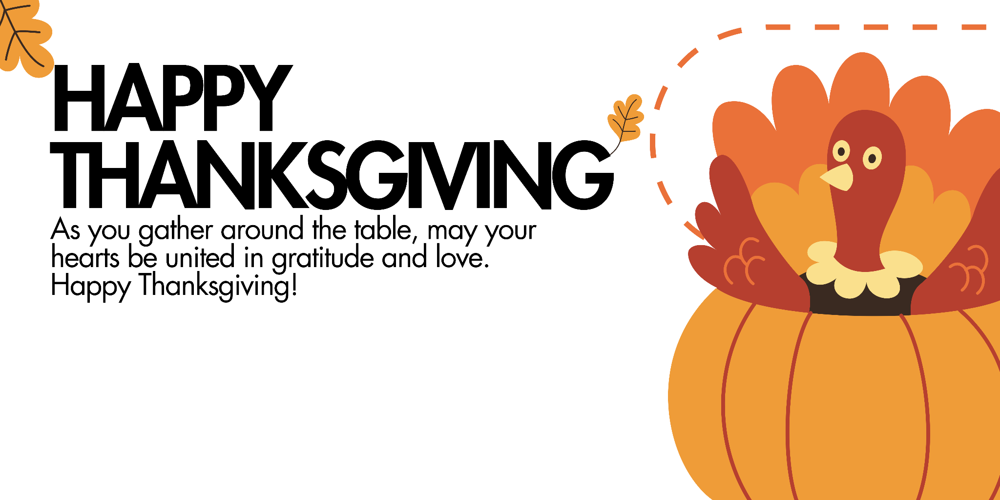 HAPPY
THANKSGIVING
As you gather around the table, may your
hearts be united in gratitude and love.
Happy Thanksgiving!